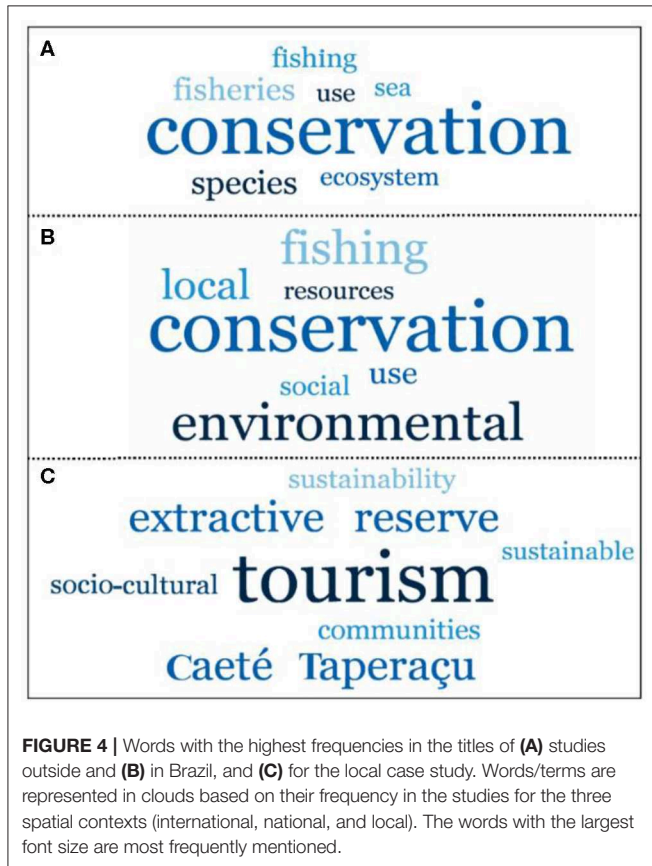 A
fishing
fisheries use sea
conservation
species ecosystem
B
fishing
local resources
conservation
social use
environmental
C
sustainability
extractive reserve
sustainable
socio-cultural tourism
communities
Caeté Taperaçu
FIGURE 4 | Words with the highest frequencies in the titles of (A) studies
outside and (B) in Brazil, and (C) for the local case study. Words/terms are
represented in clouds based on their frequency in the studies for the three
spatial contexts (international, national, and local). The words with the largest
font size are most frequently mentioned.